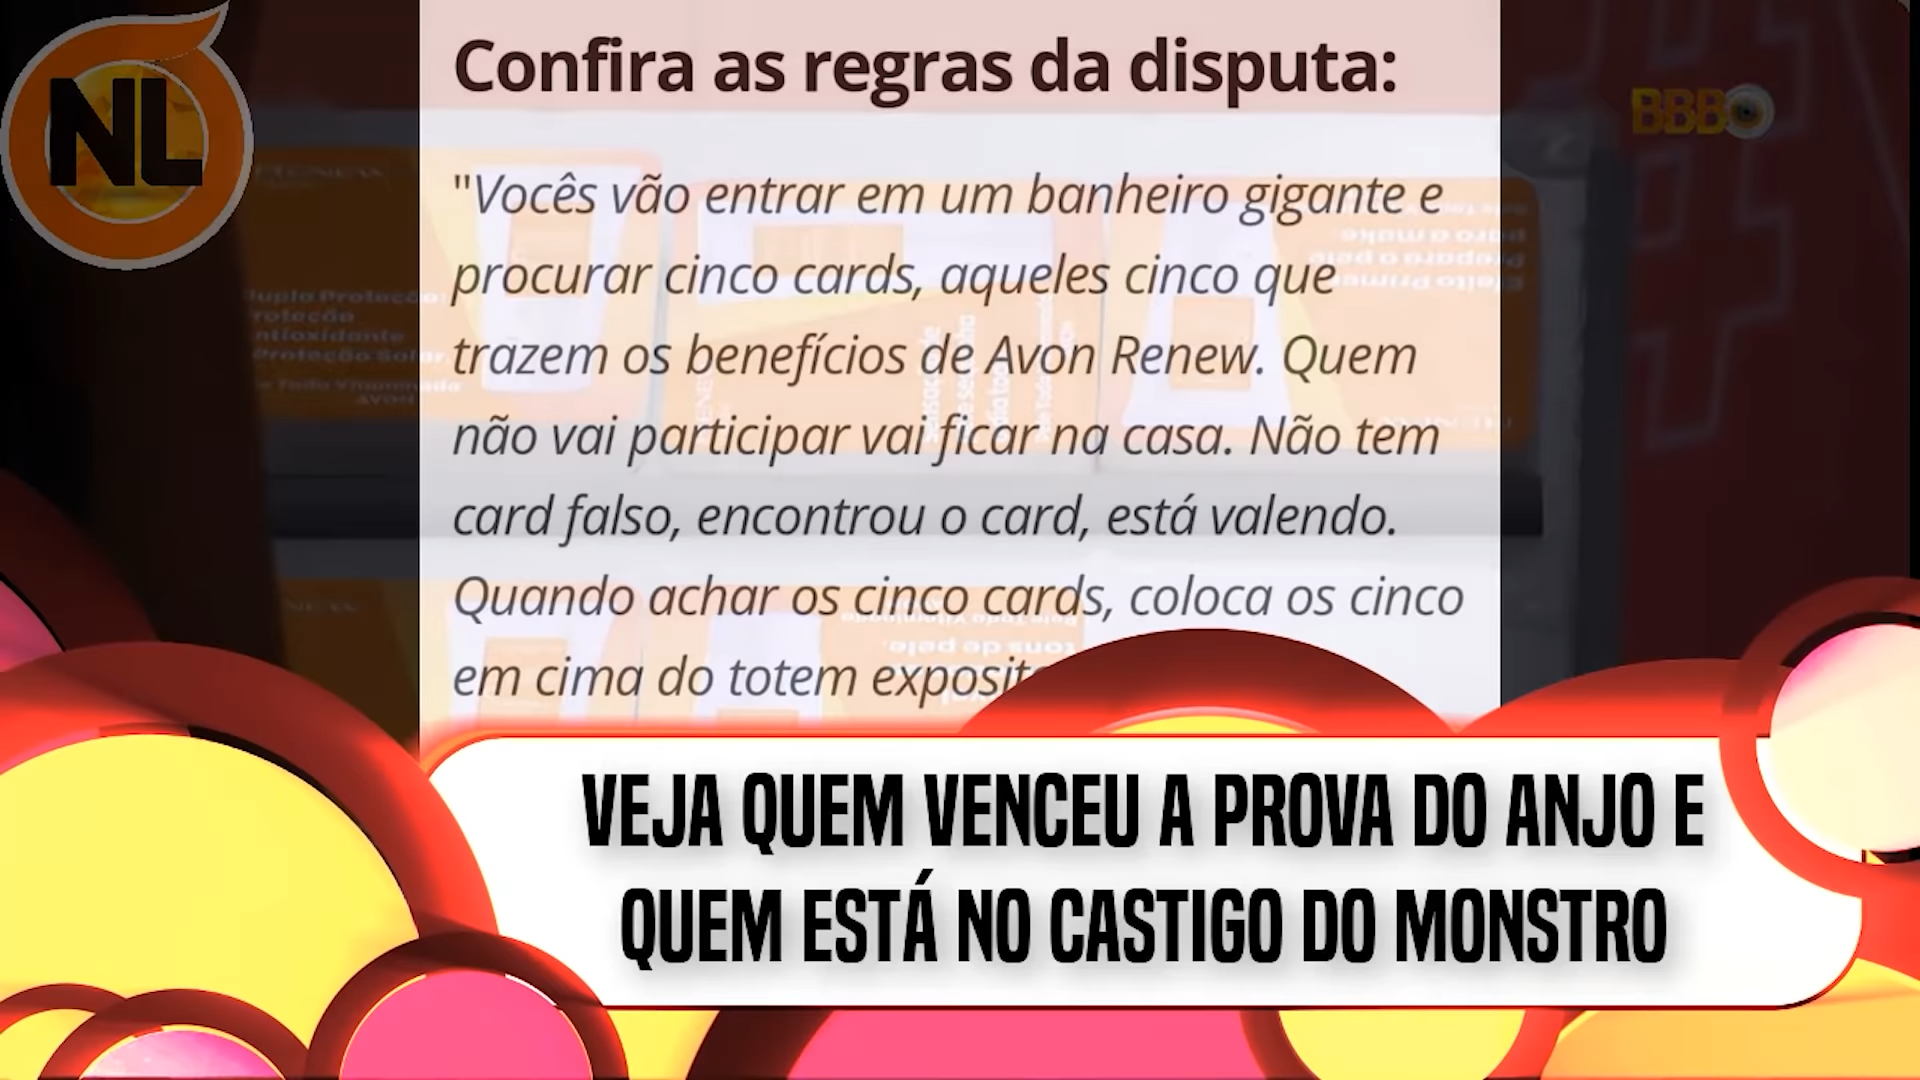 NL
BBB
Confira as regras da disputa:
"Vocês vão entrar em um banheiro gigante e
procurar cinco cards, aqueles cinco que
trazem os benefícios de Avon Renew. Quem
não vai participar vai ficar na casa. Não tem
card falso, encontrou o card, está valendo.
Quando achar os cinco cards, coloca os cinco
em cima do totem exposit
VEJA QUEM VENCEU A PROVA DO ANJO E
QUEM ESTÁ NO CASTIGO DO MONSTRO